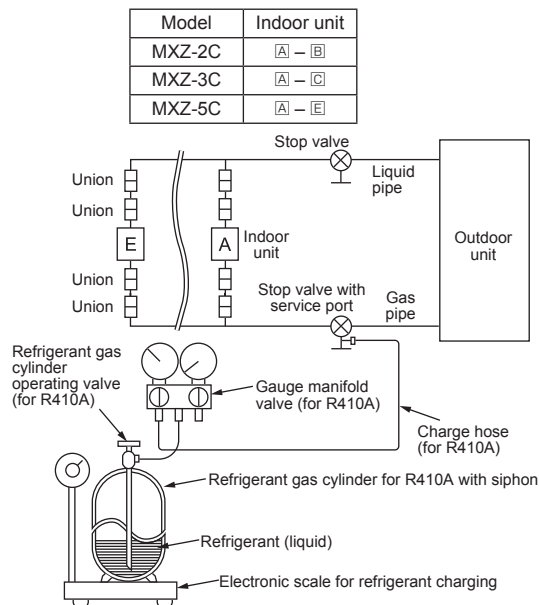 Model Indoor unit
MXZ-2C A – B
MXZ-3C A – C
MXZ-5C A – E
Stop valve
Liquid
pipe
Union
Union
E
A
Indoor
unit
Outdoor
unit
Union
Union
Stop valve with
service port
Gas
pipe
Refrigerant gas
cylinder
operating valve
(for R410A)
Gauge manifold
valve (for R410A)
Charge hose
(for R410A)
Refrigerant gas cylinder for R410A with siphon
Refrigerant (liquid)
Electronic scale for refrigerant charging